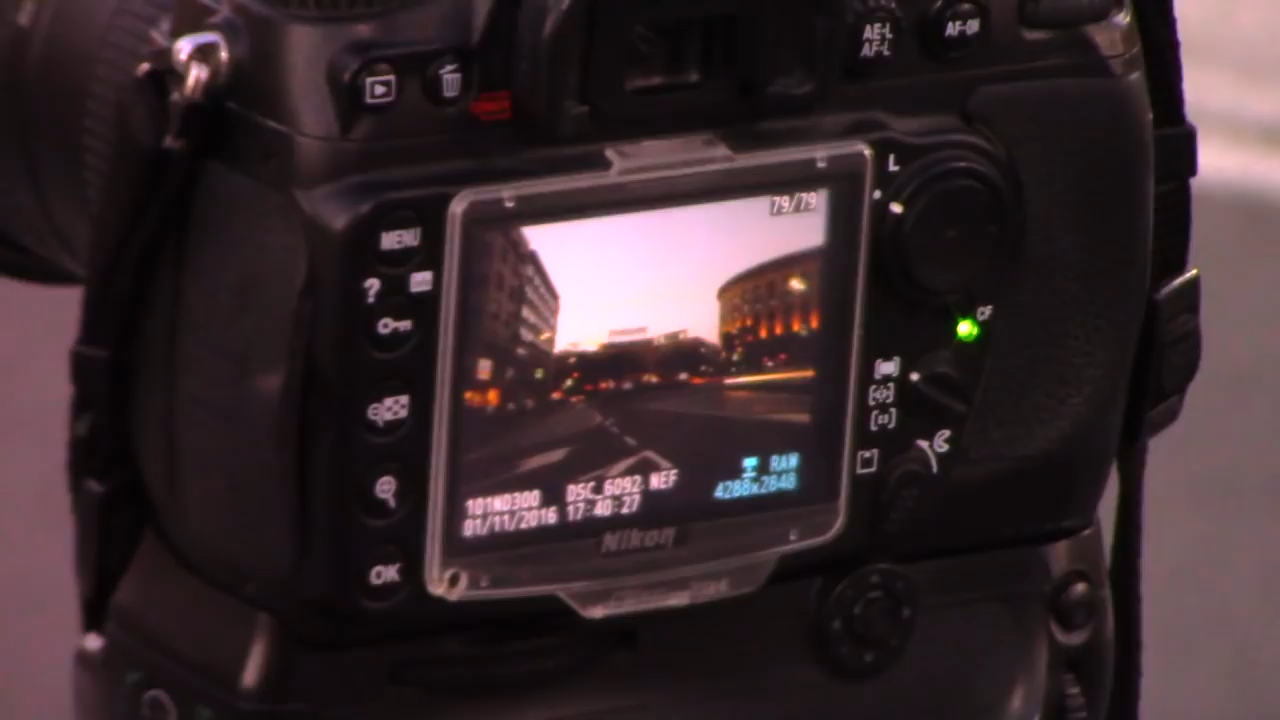 AE-L
AF-L
AF-ON
79/79
L
MENU
?
CF
RAW
4288x2848
101ND300 DSC_6092 NEF
01/11/2016 17:40:27
Nikon
OK